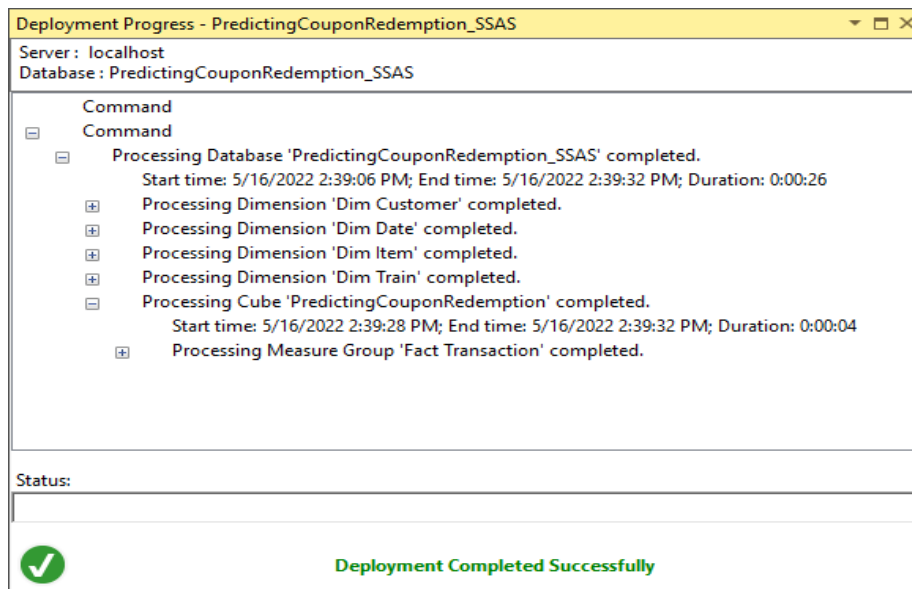 Deployment Progress - PredictingCouponRedemption_SSAS
Server : localhost
Database : PredictingCouponRedemption_SSAS
Command
Command
Processing Database 'PredictingCouponRedemption_SSAS' completed.
Start time: 5/16/2022 2:39:06 PM; End time: 5/16/2022 2:39:32 PM; Duration: 0:00:26
Processing Dimension 'Dim Customer' completed.
Processing Dimension 'Dim Date' completed.
Processing Dimension 'Dim Item' completed.
Processing Dimension 'Dim Train' completed.
Processing Cube 'PredictingCouponRedemption' completed.
Start time: 5/16/2022 2:39:28 PM; End time: 5/16/2022 2:39:32 PM; Duration: 0:00:04
Processing Measure Group 'Fact Transaction' completed.
Status:
Deployment Completed Successfully